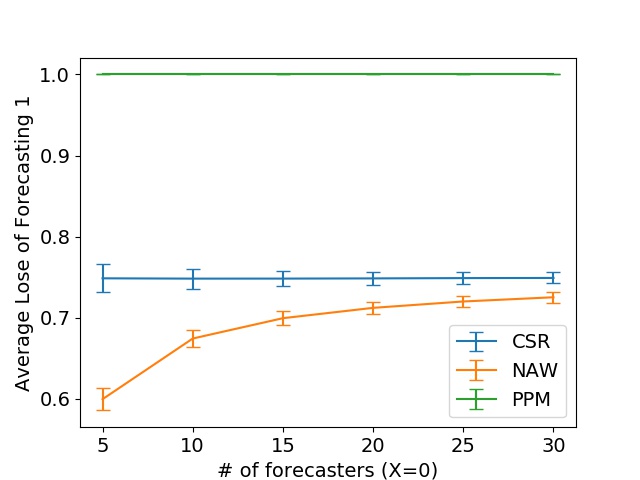 1.0
0.9
0.8
0.7
0.6
Average Lose of Forecasting 1
CSR
NAW
PPM
5 10 15 20 25 30
# of forecasters (X=0)